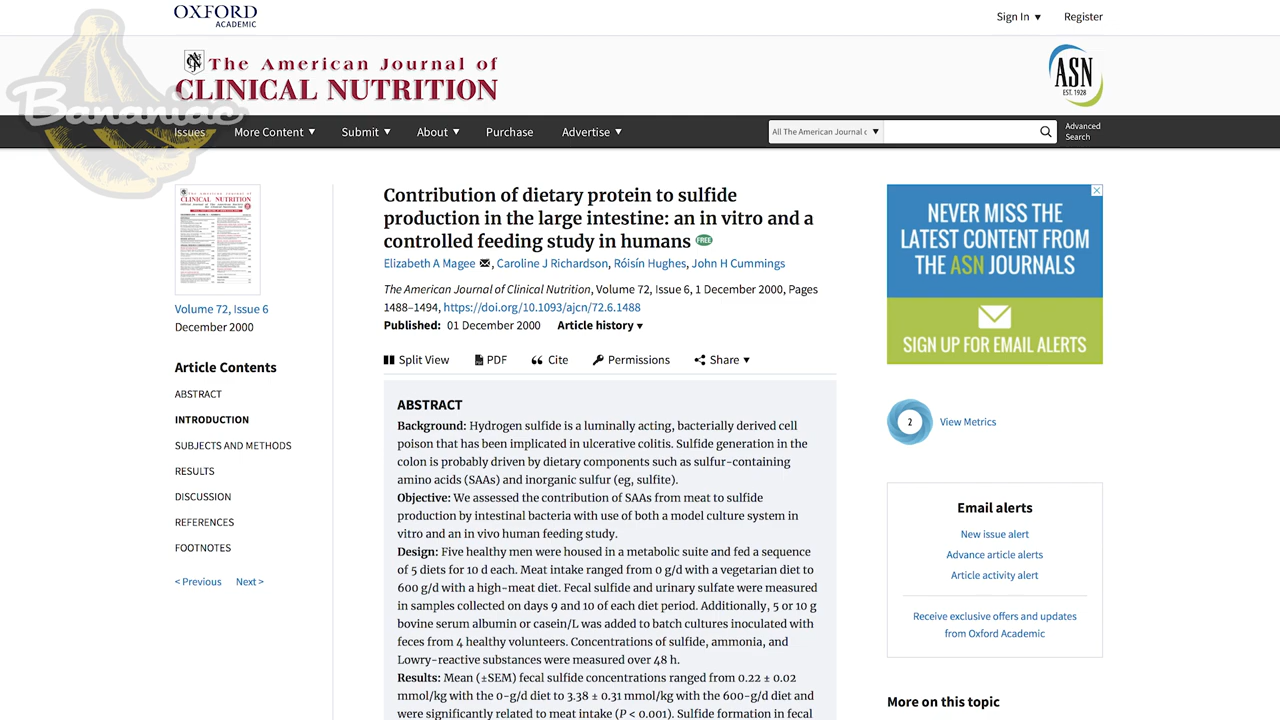 OXFORD
ACADEMIC
Sign In ▼ Register
The American Journal of
CLINICAL NUTRITION
ASN
EST. 1928
Bananiac
Issues More Content ▼ Submit ▼ About ▼ Purchase Advertise ▼
All The American Journal c ▼
Advanced
Search
CLINICAL NUTRITION
Volume 72, Issue 6
December 2000
Article Contents
ABSTRACT
INTRODUCTION
SUBJECTS AND METHODS
RESULTS
DISCUSSION
REFERENCES
FOOTNOTES
< Previous Next >
Contribution of dietary protein to sulfide
production in the large intestine: an in vitro and a
controlled feeding study in humans FREE
Elizabeth A Magee, Caroline J Richardson, Róisín Hughes, John H Cummings
The American Journal of Clinical Nutrition, Volume 72, Issue 6, 1 December 2000, Pages
1488–1494, https://doi.org/10.1093/ajcn/72.6.1488
Published: 01 December 2000 Article history ▼
Split View PDF Cite Permissions Share ▼
ABSTRACT
Background: Hydrogen sulfide is a luminally acting, bacterially derived cell
poison that has been implicated in ulcerative colitis. Sulfide generation in the
colon is probably driven by dietary components such as sulfur-containing
amino acids (SAAs) and inorganic sulfur (eg, sulfite).
Objective: We assessed the contribution of SAAs from meat to sulfide
production by intestinal bacteria with use of both a model culture system in
vitro and an in vivo human feeding study.
Design: Five healthy men were housed in a metabolic suite and fed a sequence
of 5 diets for 10 d each. Meat intake ranged from 0 g/d with a vegetarian diet to
600 g/d with a high-meat diet. Fecal sulfide and urinary sulfate were measured
in samples collected on days 9 and 10 of each diet period. Additionally, 5 or 10 g
bovine serum albumin or casein/L was added to batch cultures inoculated with
feces from 4 healthy volunteers. Concentrations of sulfide, ammonia, and
Lowry-reactive substances were measured over 48 h.
Results: Mean (±SEM) fecal sulfide concentrations ranged from 0.22 ± 0.02
mmol/kg with the 0-g/d diet to 3.38 ± 0.31 mmol/kg with the 600-g/d diet and
were significantly related to meat intake (P < 0.001). Sulfide formation in fecal
NEVER MISS THE
LATEST CONTENT FROM
THE ASN JOURNALS
SIGN UP FOR EMAIL ALERTS
2 View Metrics
Email alerts
New issue alert
Advance article alerts
Article activity alert
Receive exclusive offers and updates
from Oxford Academic
More on this topic